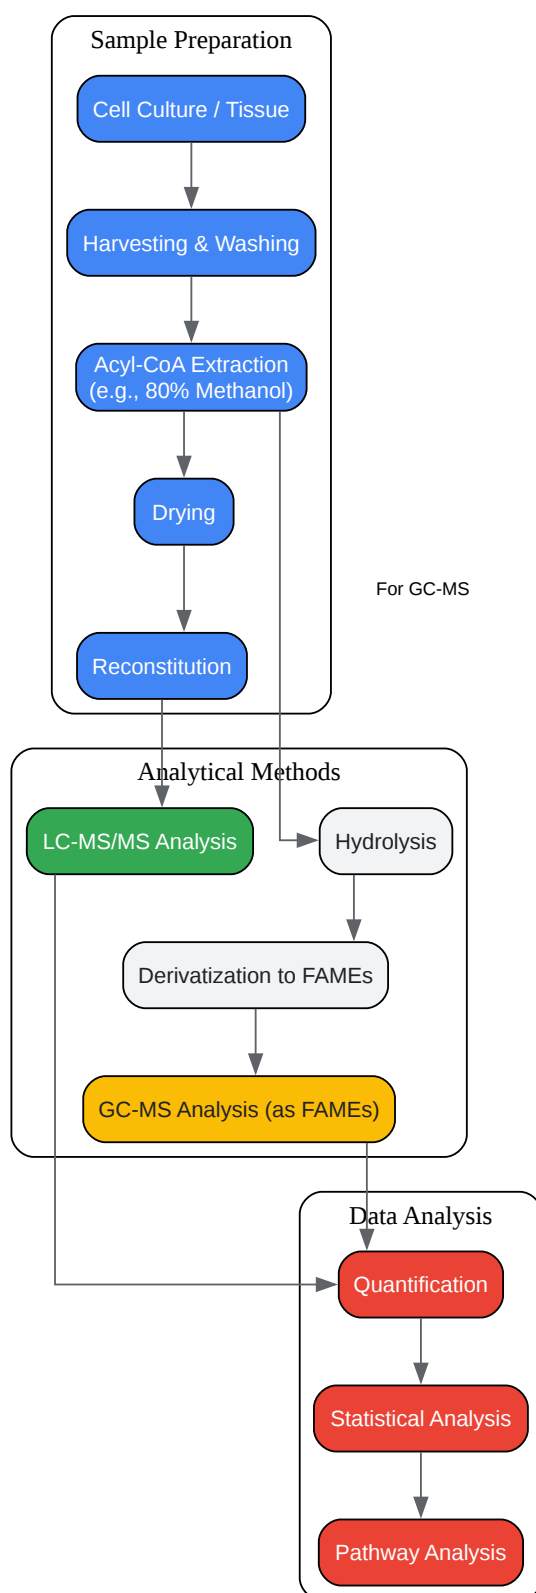 Sample Preparation
Cell Culture / Tissue
Harvesting & Washing
Acyl-CoA Extraction
(e.g., 80% Methanol)
Drying
For GC-MS
Reconstitution
Analytical Methods
LC-MS/MS Analysis
Hydrolysis
Derivatization to FAMEs
GC-MS Analysis (as FAMEs)
Data Analysis
Quantification
Statistical Analysis
Pathway Analysis